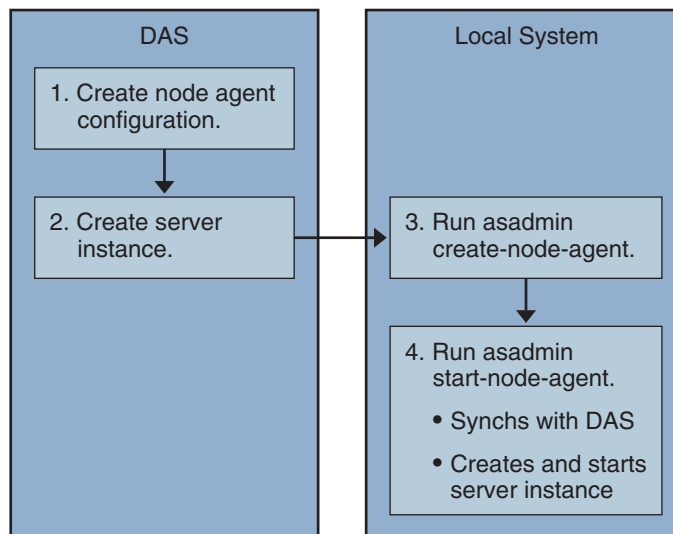 DAS
1. Create node agent
configuration.
2. Create server
instance.
Local System
3. Run asadmin
create-node-agent.
4. Run asadmin
start-node-agent.
• Synchs with DAS
• Creates and starts
server instance